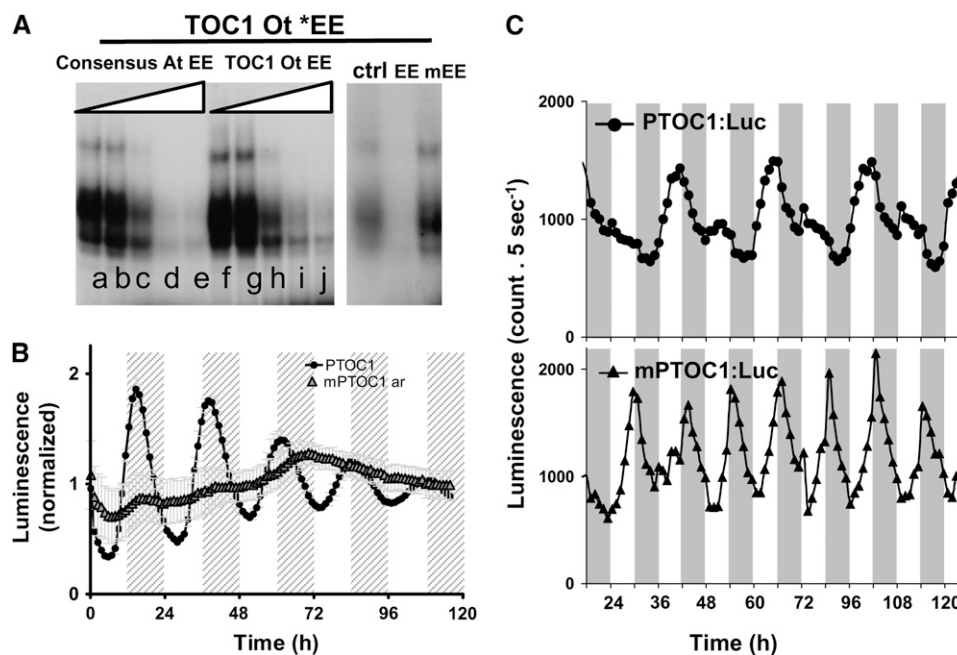 A
TOC1 Ot *EE
Consensus At EE TOC1 Ot EE
ctrl EE mEE
a b c d e f g h i j
B
PTOC1
mPTOC1 ar
Luminescence
(normalized)
2
1
0
0 24 48 72 96 120
Time (h)
C
2000
1000
0
PTOC1:Luc
Luminescence (count . 5 sec⁻¹)
2000
1000
0
mPTOC1:Luc
24 36 48 60 72 84 96 108 120
Time (h)